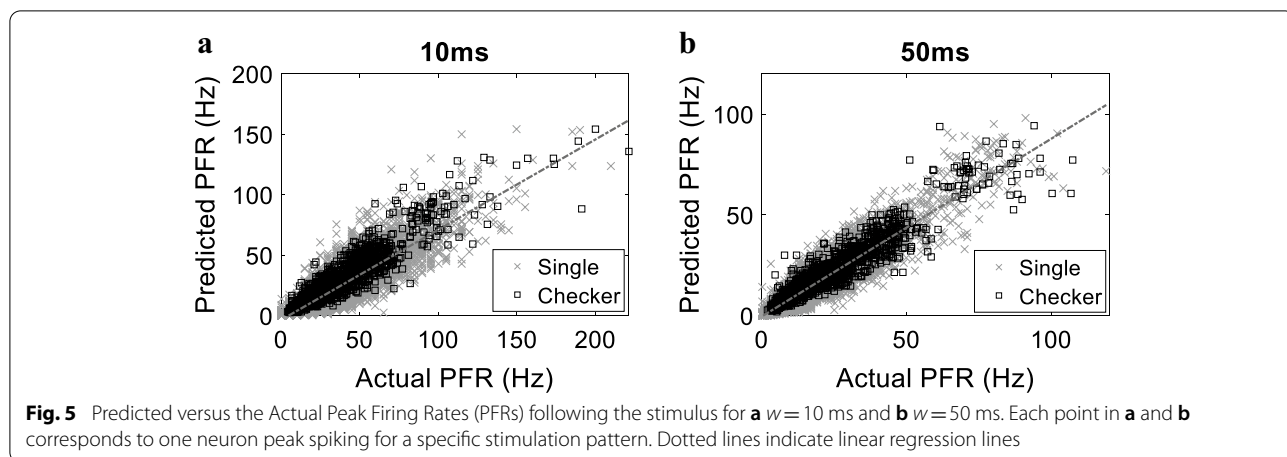 a
10ms
Predicted PFR (Hz)
200
150
100
50
0
Single
Checker
0 50 100 150 200
Actual PFR (Hz)
b
50ms
Predicted PFR (Hz)
100
50
0
Single
Checker
0 50 100
Actual PFR (Hz)
Fig. 5 Predicted versus the Actual Peak Firing Rates (PFRs) following the stimulus for a w = 10 ms and b w = 50 ms. Each point in a and b
corresponds to one neuron peak spiking for a specific stimulation pattern. Dotted lines indicate linear regression lines